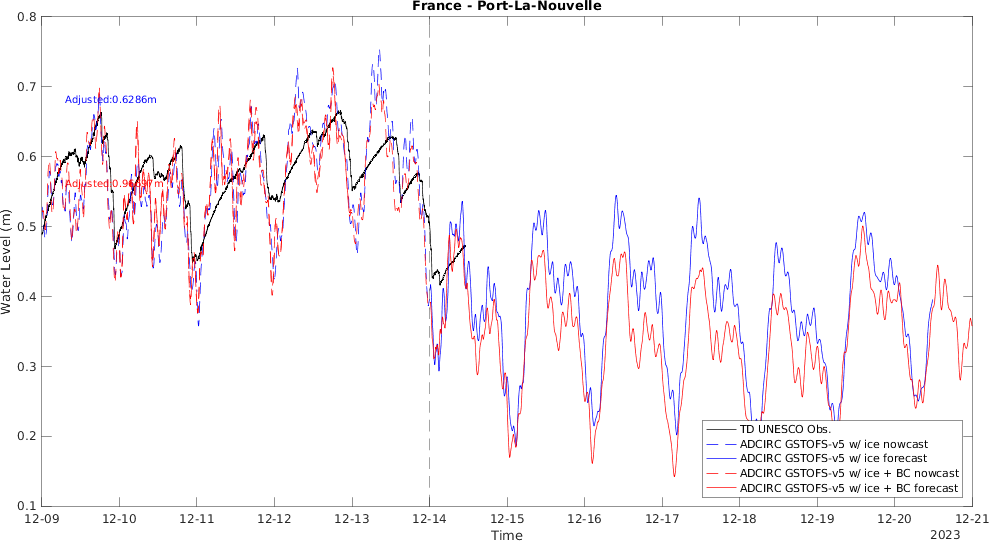 France - Port-La-Nouvelle
0.8
0.7
0.6
0.5
0.4
0.3
0.2
0.1
Water Level (m)
Adjusted:0.6286m
TD UNESCO Obs.
ADCIRC GSTOFS-v5 w/ ice nowcast
ADCIRC GSTOFS-v5 w/ ice forecast
ADCIRC GSTOFS-v5 w/ ice + BC nowcast
ADCIRC GSTOFS-v5 w/ ice + BC forecast
12-09 12-10 12-11 12-12 12-13 12-14 12-15 12-16 12-17 12-18 12-19 12-20 12-21
Time
2023